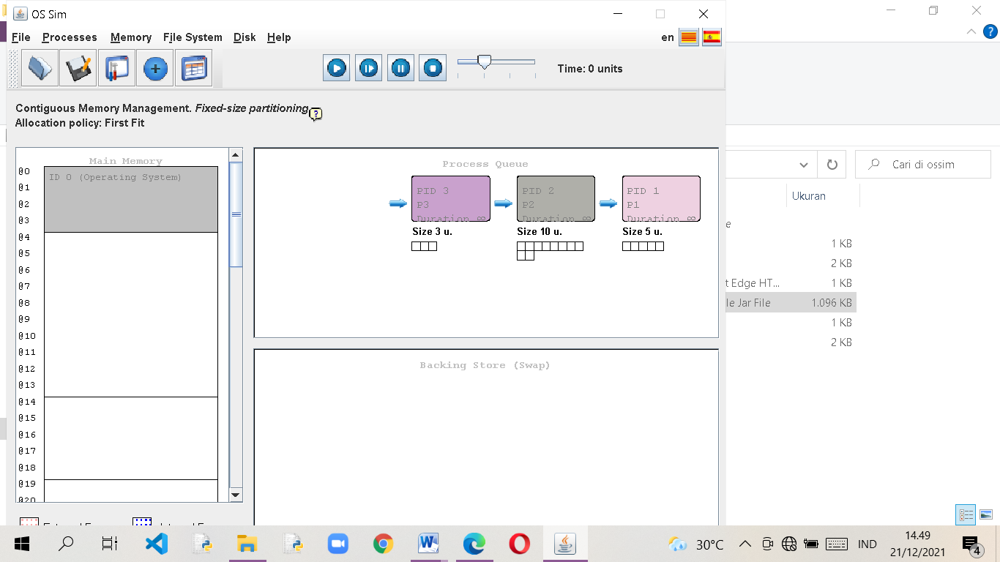 OS Sim
File Processes Memory File System Disk Help
en
Time: 0 units
Contiguous Memory Management. Fixed-size partitioning
?
Allocation policy: First Fit
Main Memory
ID 0 (Operating System)
@0
@1
@2
@3
@4
@5
@6
@7
@8
@9
@10
@11
@12
@13
@14
@15
@16
@17
@18
@19
@20
Process Queue
PID 3
P3
Duration ∞
Size 3 u.
PID 2
P2
Duration ∞
Size 10 u.
PID 1
P1
Duration ∞
Size 5 u.
Backing Store (Swap)
?
Cari di ossim
Ukuran
e
1 KB
2 KB
t Edge HT... 1 KB
le Jar File 1.096 KB
1 KB
2 KB
30°C
IND
14.49
21/12/2021
4